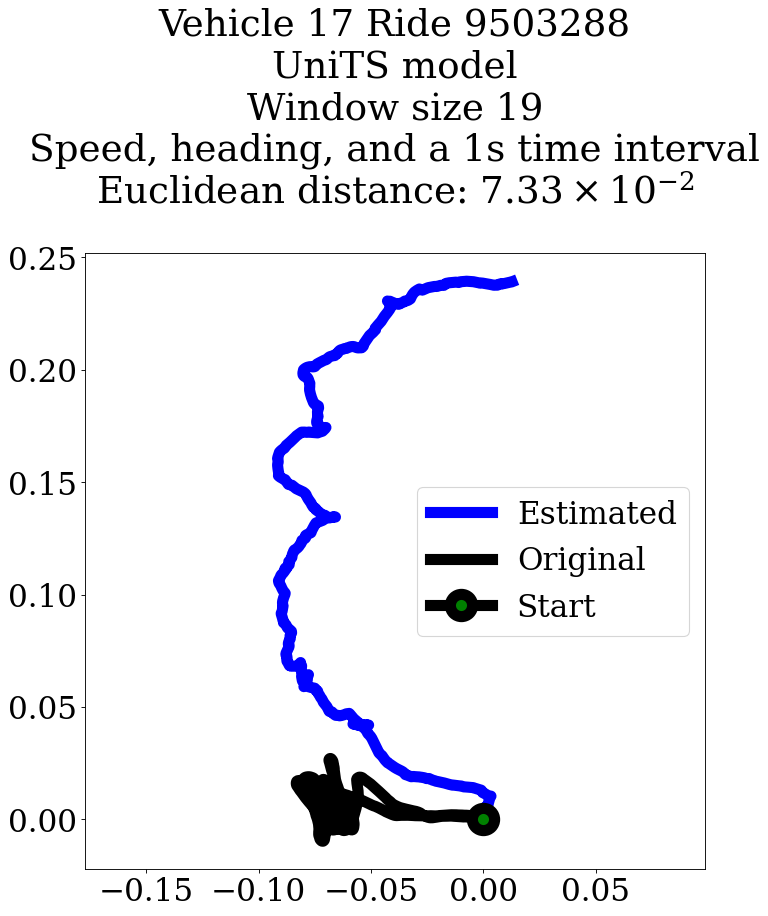 Vehicle 17 Ride 9503288
UniTS model
Window size 19
Speed, heading, and a 1s time interval
Euclidean distance: 7.33 × 10⁻²
0.25
0.20
0.15
0.10
0.05
0.00
Estimated
Original
Start
−0.15 −0.10 −0.05 0.00 0.05